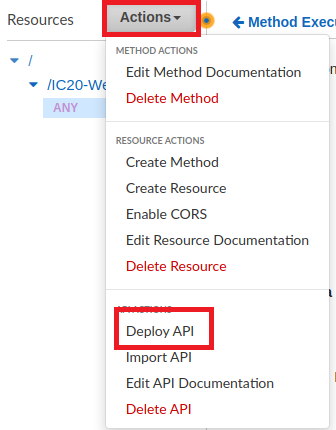 Resources
Actions
← Method Exec
/
/IC20-We
ANY
METHOD ACTIONS
Edit Method Documentation
Delete Method
RESOURCE ACTIONS
Create Method
Create Resource
Enable CORS
Edit Resource Documentation
Delete Resource
API ACTIONS
Deploy API
Import API
Edit API Documentation
Delete API